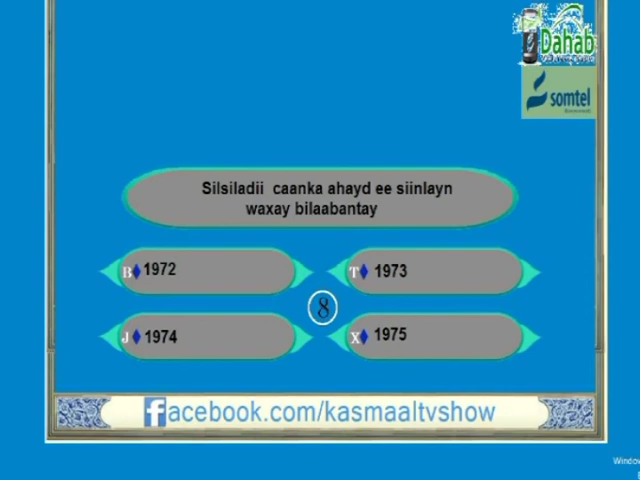 Dahab
somtel
Silsiladii caanka ahayd ee siinlayn
waxay bilaabantay
B 1972
T 1973
8
J 1974
X 1975
facebook.com/kasmaaltvshow
Window